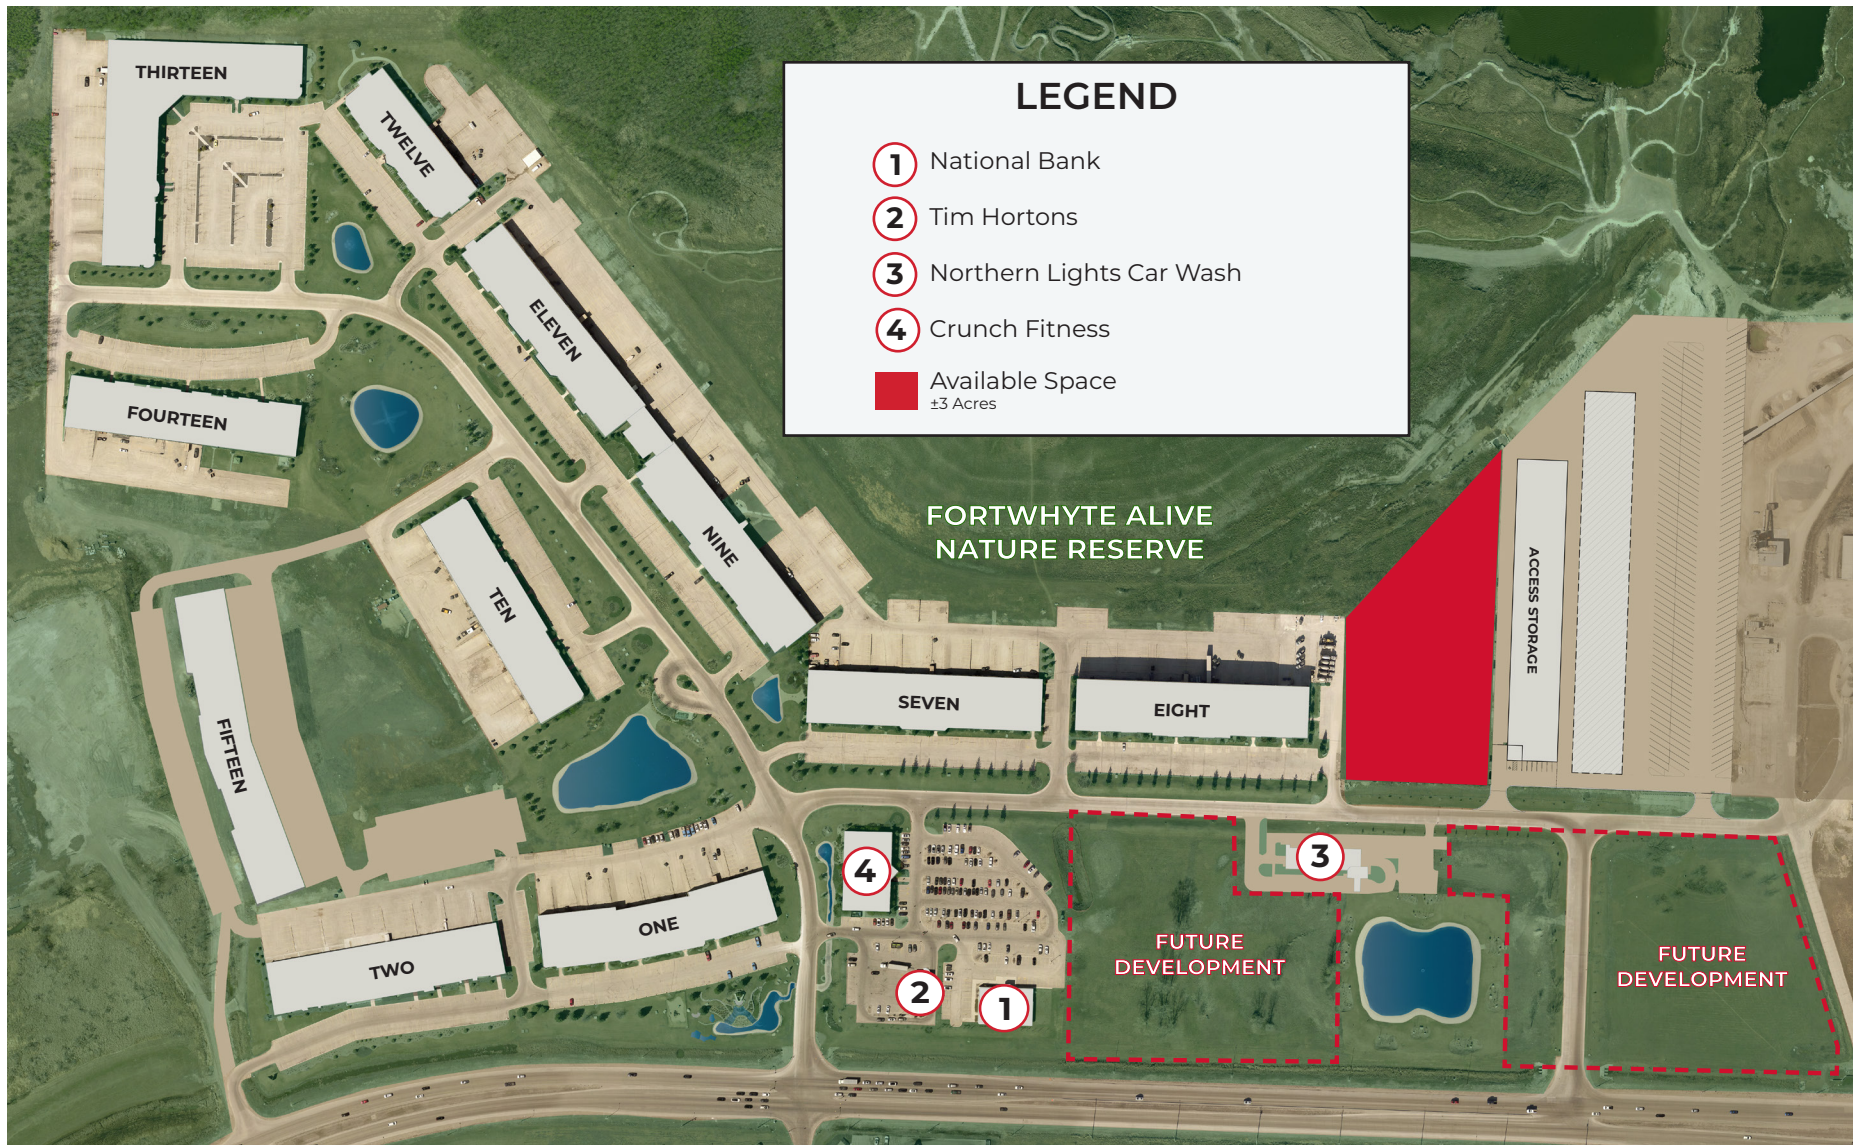 LEGEND
1 National Bank
2 Tim Hortons
3 Northern Lights Car Wash
4 Crunch Fitness
Available Space
±3 Acres
THIRTEEN
TWELVE
ELEVEN
FOURTEEN
NINE
TEN
FORTWHYTE ALIVE
NATURE RESERVE
ACCESS STORAGE
SEVEN
EIGHT
FIFTEEN
4
3
ONE
TWO
2
1
FUTURE
DEVELOPMENT
FUTURE
DEVELOPMENT